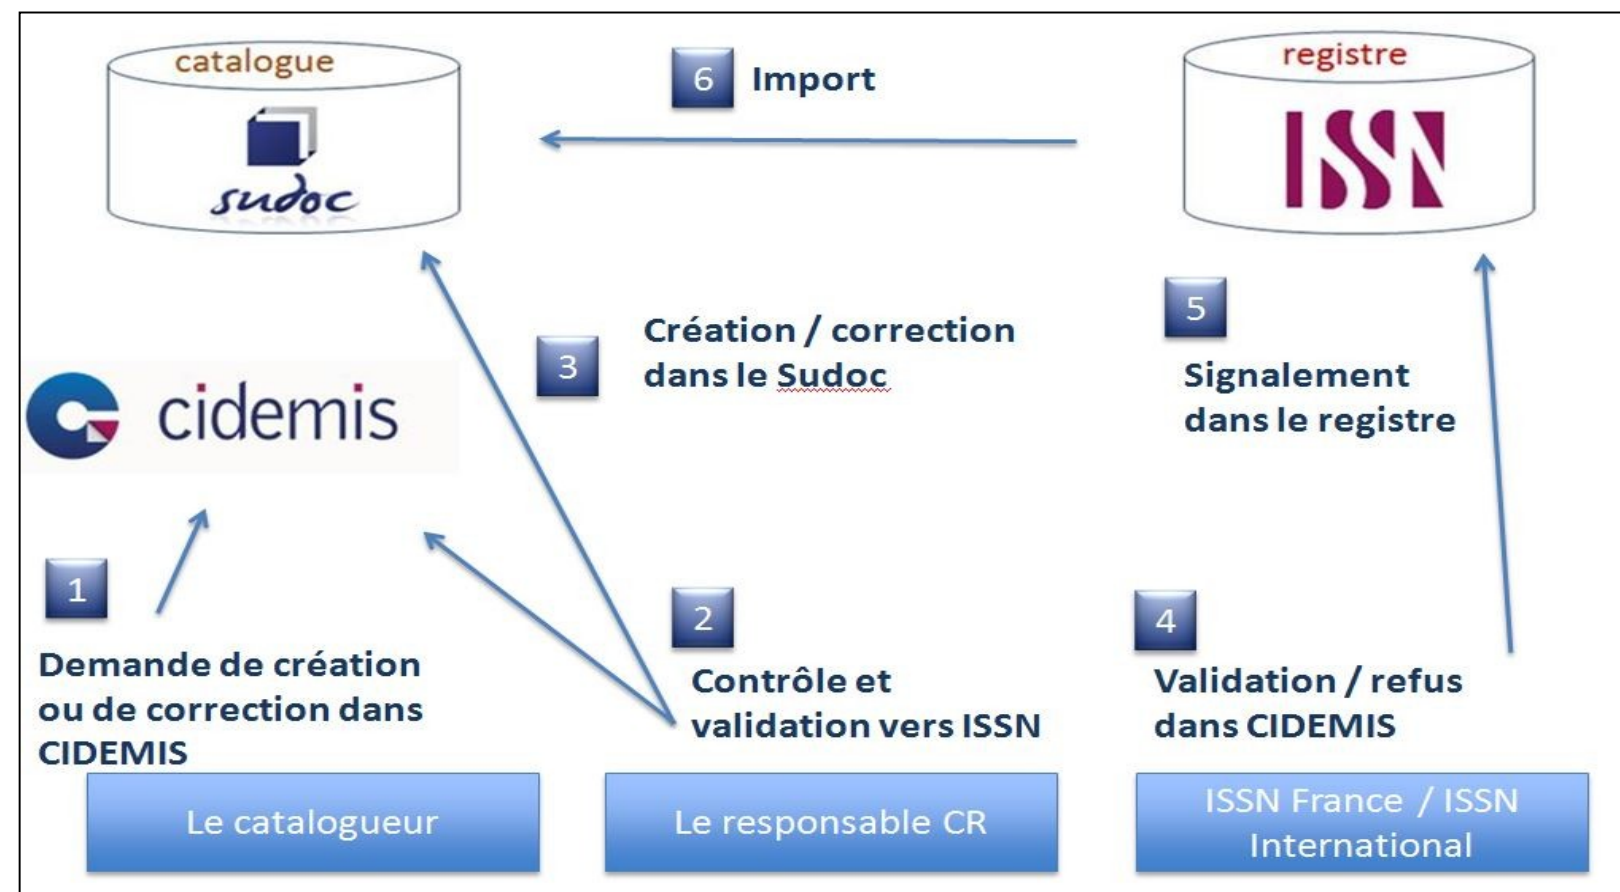 catalogue
sudoc
6
Import
registre
ISSN
3
Création / correction
dans le Sudoc
5
Signalement
dans le registre
cidemis
1
Demande de création
ou de correction dans
CIDEMIS
2
Contrôle et
validation vers ISSN
4
Validation / refus
dans CIDEMIS
Le catalogueur
Le responsable CR
ISSN France / ISSN
International